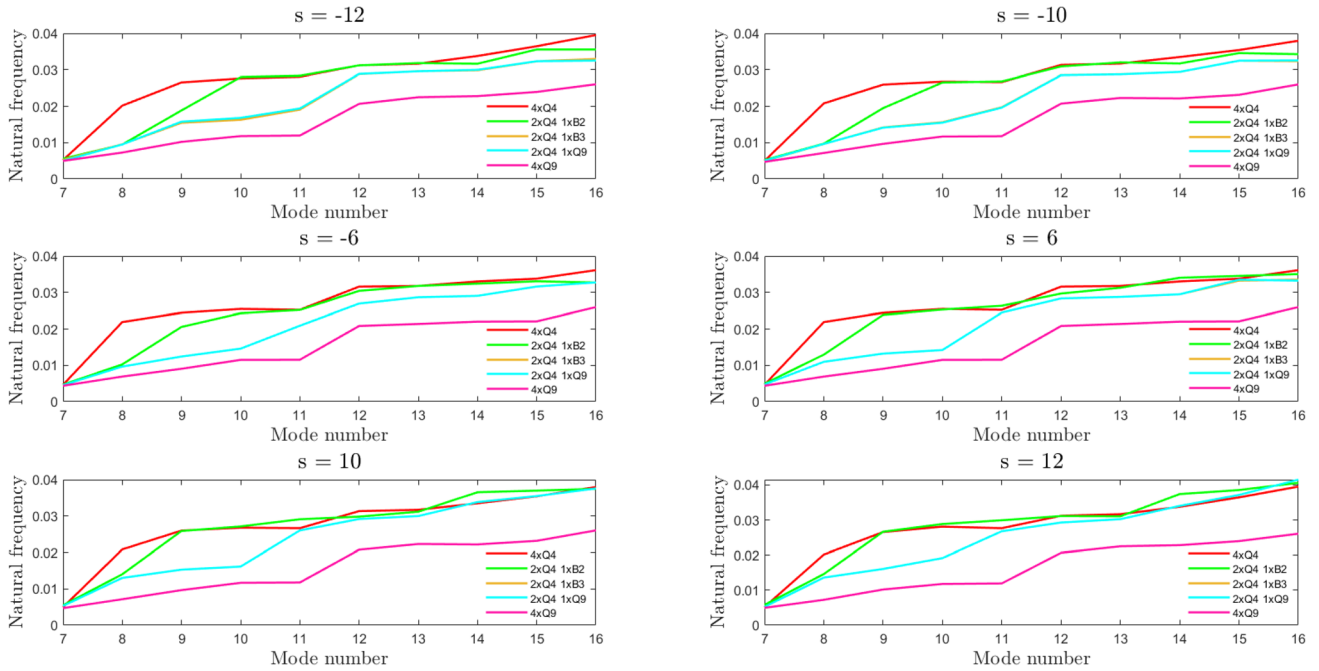 s = -12
Natural frequency
0.04
0.03
0.02
0.01
0
4xQ4
2xQ4 1xB2
2xQ4 1xB3
2xQ4 1xQ9
4xQ9
7 8 9 10 11 12 13 14 15 16
Mode number
s = -10
Natural frequency
0.04
0.03
0.02
0.01
0
4xQ4
2xQ4 1xB2
2xQ4 1xB3
2xQ4 1xQ9
4xQ9
7 8 9 10 11 12 13 14 15 16
Mode number
s = -6
Natural frequency
0.04
0.03
0.02
0.01
0
4xQ4
2xQ4 1xB2
2xQ4 1xB3
2xQ4 1xQ9
4xQ9
7 8 9 10 11 12 13 14 15 16
Mode number
s = 6
Natural frequency
0.04
0.03
0.02
0.01
0
4xQ4
2xQ4 1xB2
2xQ4 1xB3
2xQ4 1xQ9
4xQ9
7 8 9 10 11 12 13 14 15 16
Mode number
s = 10
Natural frequency
0.04
0.03
0.02
0.01
0
4xQ4
2xQ4 1xB2
2xQ4 1xB3
2xQ4 1xQ9
4xQ9
7 8 9 10 11 12 13 14 15 16
Mode number
s = 12
Natural frequency
0.04
0.03
0.02
0.01
0
4xQ4
2xQ4 1xB2
2xQ4 1xB3
2xQ4 1xQ9
4xQ9
7 8 9 10 11 12 13 14 15 16
Mode number